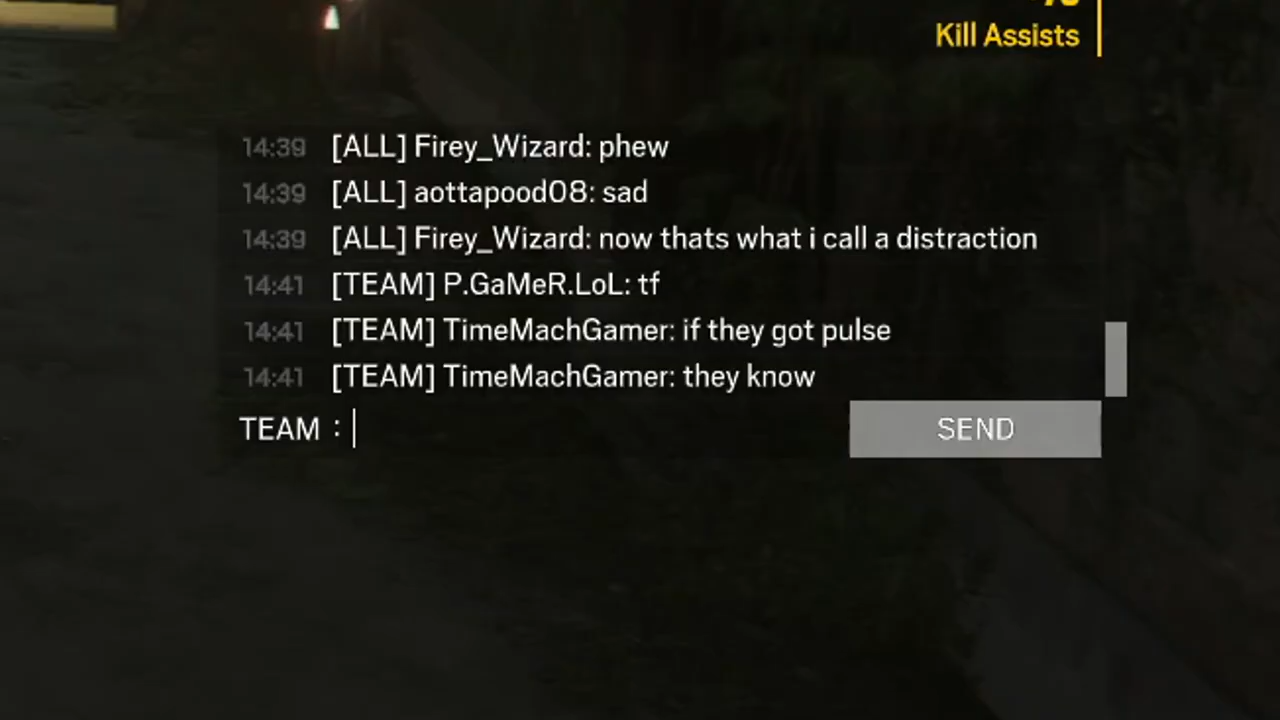 Kill Assists
14:39 [ALL] Firey_Wizard: phew
14:39 [ALL] aottapood08: sad
14:39 [ALL] Firey_Wizard: now thats what i call a distraction
14:41 [TEAM] P.GaMeR.LoL: tf
14:41 [TEAM] TimeMachGamer: if they got pulse
14:41 [TEAM] TimeMachGamer: they know
TEAM : SEND